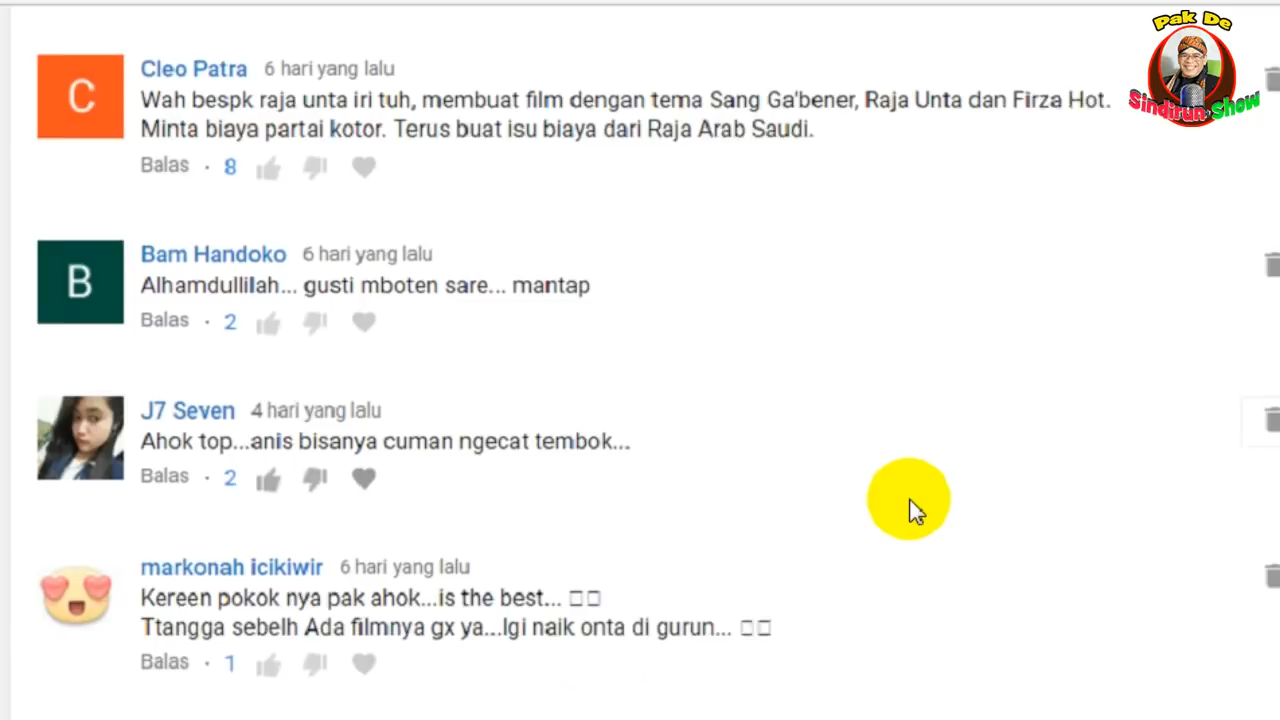 Pak De
Sindirun Show
C
Cleo Patra 6 hari yang lalu
Wah bespk raja unta iri tuh, membuat film dengan tema Sang Ga'bener, Raja Unta dan Firza Hot.
Minta biaya partai kotor. Terus buat isu biaya dari Raja Arab Saudi.
Balas · 8
B
Bam Handoko 6 hari yang lalu
Alhamdullilah... gusti mboten sare... mantap
Balas · 2
J7 Seven 4 hari yang lalu
Ahok top...anis bisanya cuman ngecat tembok...
Balas · 2
markonah icikiwir 6 hari yang lalu
Kereen pokok nya pak ahok...is the best... □□
Ttangga sebelh Ada filmnya gx ya...lgi naik onta di gurun... □□
Balas · 1